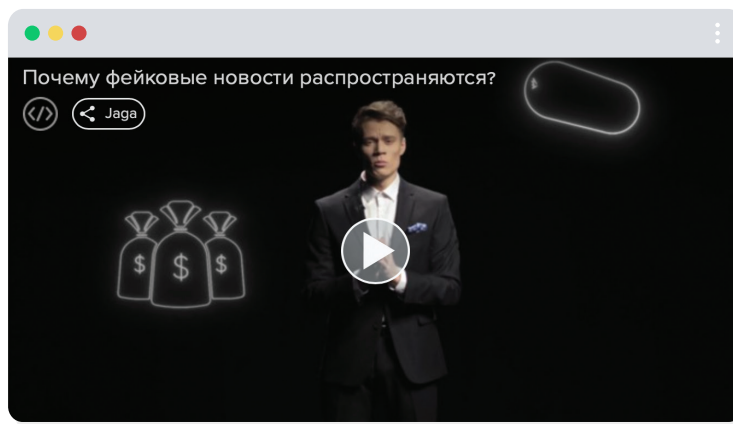 Почему фейковые новости распространяются?
</> Jaga
$ $ $
$